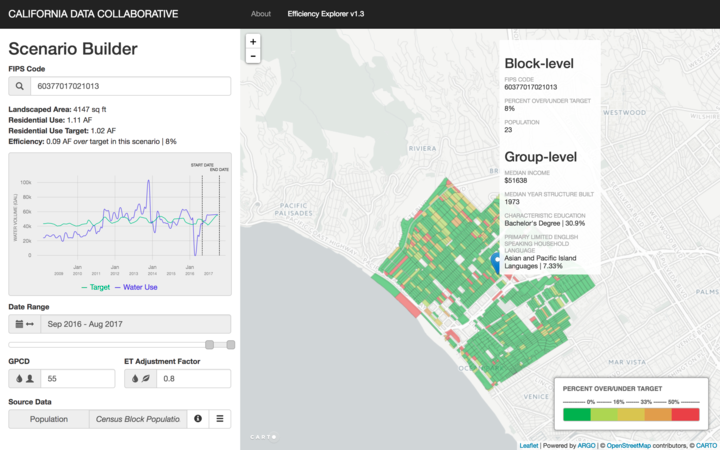 CALIFORNIA DATA COLLABORATIVE
About
Efficiency Explorer v1.3
Scenario Builder
FIPS Code
60377017021013
Landscaped Area: 4147 sq ft
Residential Use: 1.11 AF
Residential Use Target: 1.02 AF
Efficiency: 0.09 AF over target in this scenario | 8%
START DATE
END DATE
WATER VOLUME (GAL)
100k
80k
60k
40k
20k
0
Jan Jan Jan Jan
2009 2010 2011 2012 2013 2014 2015 2016 2017
Target Water Use
Date Range
Sep 2016 - Aug 2017
GPCD
55
ET Adjustment Factor
0.8
Source Data
Population
Census Block Populatio
+
-
RIVIERA
PACIFIC
PALISADES
WESTWOOD
PALMS
MAR VISTA
VENICE
CARTO
Block-level
FIPS CODE
60377017021013
PERCENT OVER/UNDER TARGET
8%
POPULATION
23
Group-level
MEDIAN INCOME
$51638
MEDIAN YEAR STRUCTURE BUILT
1973
CHARACTERISTIC EDUCATION
Bachelor's Degree | 30.9%
PRIMARY LIMITED ENGLISH
SPEAKING HOUSEHOLD
LANGUAGE
Asian and Pacific Island
Languages | 7.33%
PERCENT OVER/UNDER TARGET
0% 16% 33% 50%
Leaflet | Powered by ARGO | © OpenStreetMap contributors, © CARTO